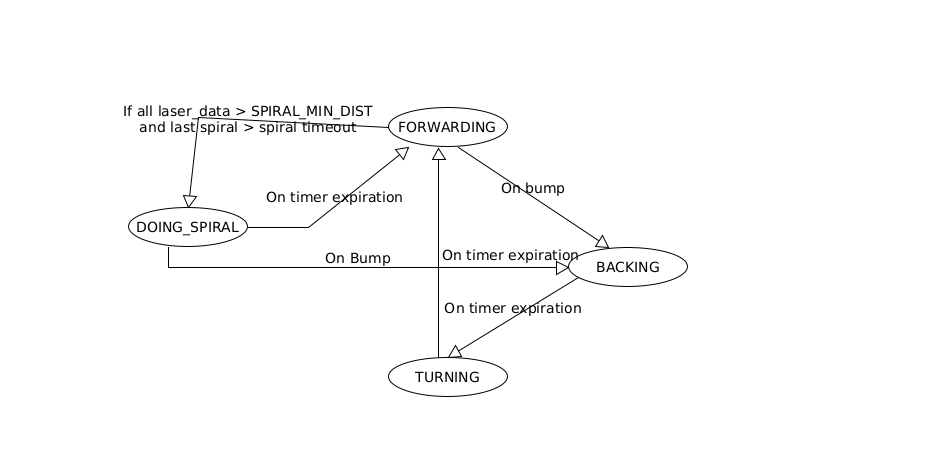 If all laser_data > SPIRAL_MIN_DIST
and last spiral > spiral timeout
FORWARDING
On bump
On timer expiration
DOING_SPIRAL
On Bump
On timer expiration
BACKING
On timer expiration
TURNING